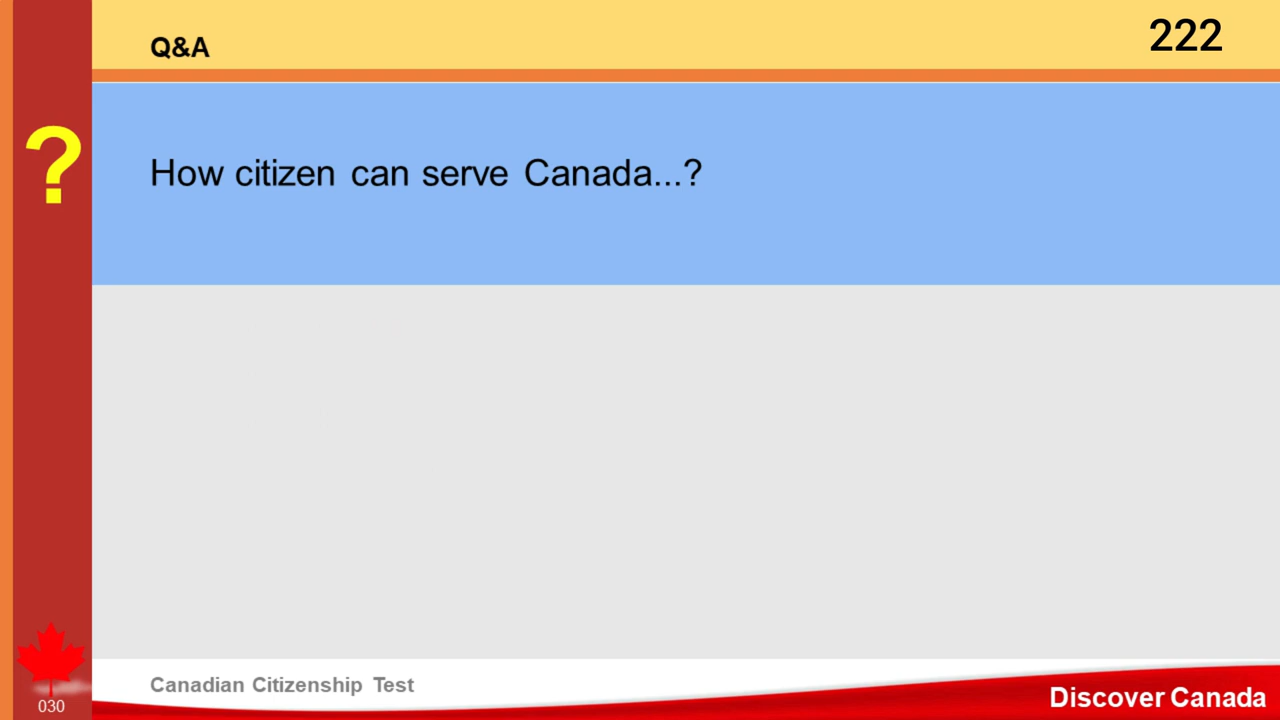 Q&A
222
?
How citizen can serve Canada...?
Canadian Citizenship Test
Discover Canada
030